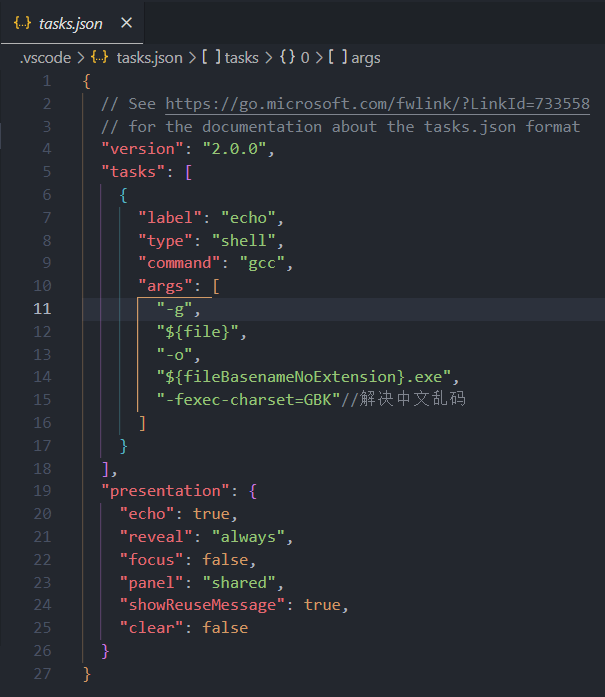 {..} tasks.json ×
.vscode > {..} tasks.json > [ ] tasks > {} 0 > [ ] args
1 {
2 // See https://go.microsoft.com/fwlink/?LinkId=733558
3 // for the documentation about the tasks.json format
4 "version": "2.0.0",
5 "tasks": [
6 {
7 "label": "echo",
8 "type": "shell",
9 "command": "gcc",
10 "args": [
11 "-g",
12 "${file}",
13 "-o",
14 "${fileBasenameNoExtension}.exe",
15 "-fexec-charset=GBK"//解决中文乱码
16 ]
17 }
18 ],
19 "presentation": {
20 "echo": true,
21 "reveal": "always",
22 "focus": false,
23 "panel": "shared",
24 "showReuseMessage": true,
25 "clear": false
26 }
27 }